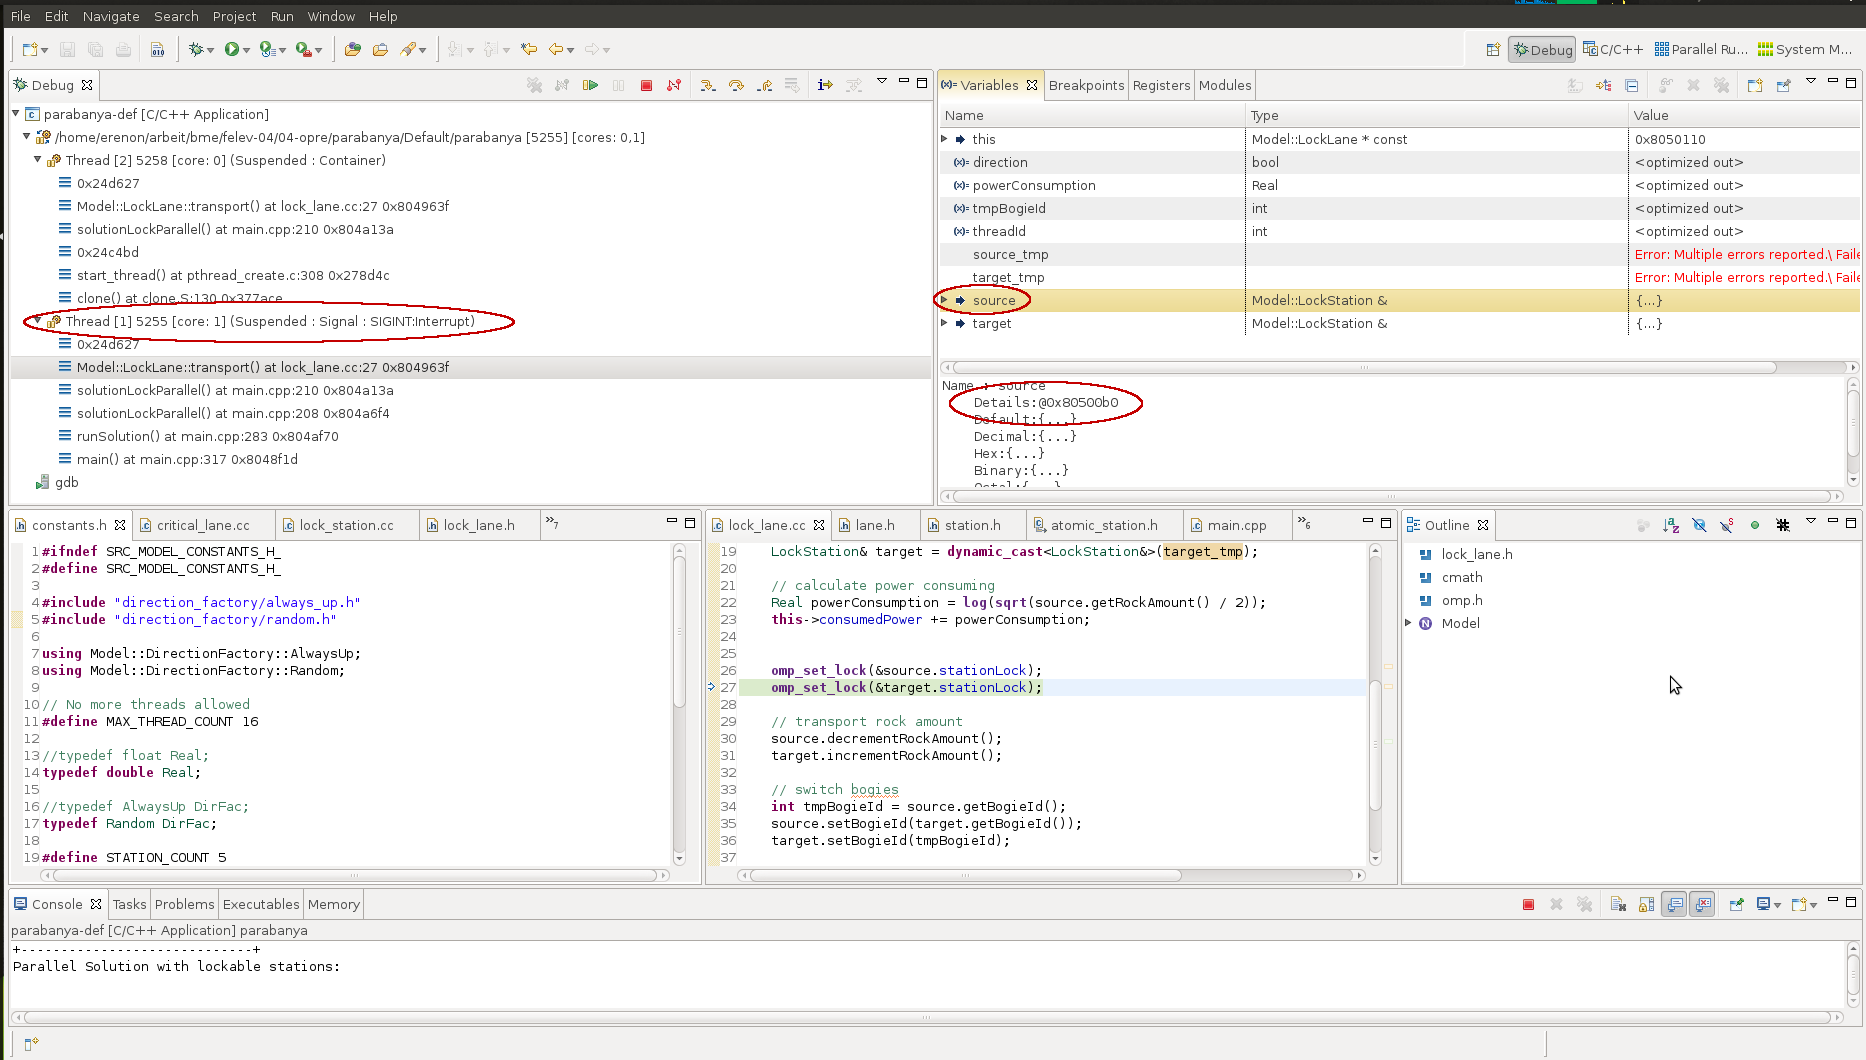 File Edit Navigate Search Project Run Window Help
Debug C/C++ Parallel Ru... System M...
Debug
parabanya-def [C/C++ Application]
/home/erenon/arbeit/bme/felev-04/04-opre/parabanya/Default/parabanya [5255] [cores: 0,1]
Thread [2] 5258 [core: 0] (Suspended : Container)
0x24d627
Model::LockLane::transport() at lock_lane.cc:27 0x804963f
solutionLockParallel() at main.cpp:210 0x804a13a
0x24c4bd
start_thread() at pthread_create.c:308 0x278d4c
clone() at clone.S:130 0x377ace
Thread [1] 5255 [core: 1] (Suspended : Signal : SIGINT:Interrupt)
0x24d627
Model::LockLane::transport() at lock_lane.cc:27 0x804963f
solutionLockParallel() at main.cpp:210 0x804a13a
solutionLockParallel() at main.cpp:208 0x804a6f4
runSolution() at main.cpp:283 0x804af70
main() at main.cpp:317 0x8048f1d
gdb
(x)= Variables Breakpoints Registers Modules
Name Type Value
this Model::LockLane * const 0x8050110
(x)= direction bool <optimized out>
(x)= powerConsumption Real <optimized out>
(x)= tmpBogieId int <optimized out>
(x)= threadId int <optimized out>
source_tmp Error: Multiple errors reported.\ Faile
target_tmp Error: Multiple errors reported.\ Faile
source Model::LockStation & {...}
target Model::LockStation & {...}
Name : source
Details:@0x80500b0
Default:{...}
Decimal:{...}
Hex:{...}
Binary:{...}
Octal:{...}
constants.h critical_lane.cc lock_station.cc lock_lane.h »7
1 #ifndef SRC_MODEL_CONSTANTS_H_
2 #define SRC_MODEL_CONSTANTS_H_
3
4 #include "direction_factory/always_up.h"
5 #include "direction_factory/random.h"
6
7 using Model::DirectionFactory::AlwaysUp;
8 using Model::DirectionFactory::Random;
9
10 // No more threads allowed
11 #define MAX_THREAD_COUNT 16
12
13 //typedef float Real;
14 typedef double Real;
15
16 //typedef AlwaysUp DirFac;
17 typedef Random DirFac;
18
19 #define STATION_COUNT 5
lock_lane.cc lane.h station.h atomic_station.h main.cpp »6
19 LockStation& target = dynamic_cast<LockStation&>(target_tmp);
20
21 // calculate power consuming
22 Real powerConsumption = log(sqrt(source.getRockAmount() / 2));
23 this->consumedPower += powerConsumption;
24
25
26 omp_set_lock(&source.stationLock);
27 omp_set_lock(&target.stationLock);
28
29 // transport rock amount
30 source.decrementRockAmount();
31 target.incrementRockAmount();
32
33 // switch bogies
34 int tmpBogieId = source.getBogieId();
35 source.setBogieId(target.getBogieId());
36 target.setBogieId(tmpBogieId);
37
Outline
lock_lane.h
cmath
omp.h
Model
Console Tasks Problems Executables Memory
parabanya-def [C/C++ Application] parabanya
+-----------------------------+
Parallel Solution with lockable stations: